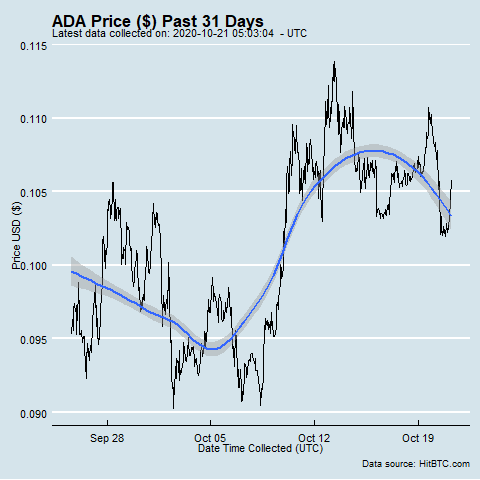 ADA Price ($) Past 31 Days
Latest data collected on: 2020-10-21 05:03:04 - UTC
0.115
0.110
0.105
0.100
0.095
0.090
Price USD ($)
Sep 28 Oct 05 Oct 12 Oct 19
Date Time Collected (UTC)
Data source: HitBTC.com